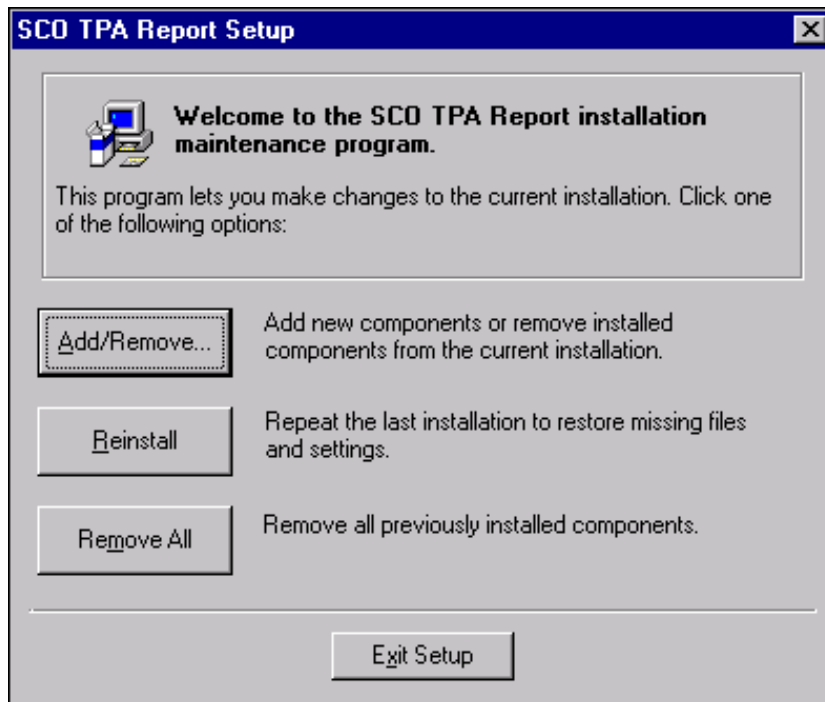 SCO TPA Report Setup
Welcome to the SCO TPA Report installation
maintenance program.
This program lets you make changes to the current installation. Click one
of the following options:
Add/Remove...
Add new components or remove installed
components from the current installation.
Reinstall
Repeat the last installation to restore missing files
and settings.
Remove All
Remove all previously installed components.
Exit Setup